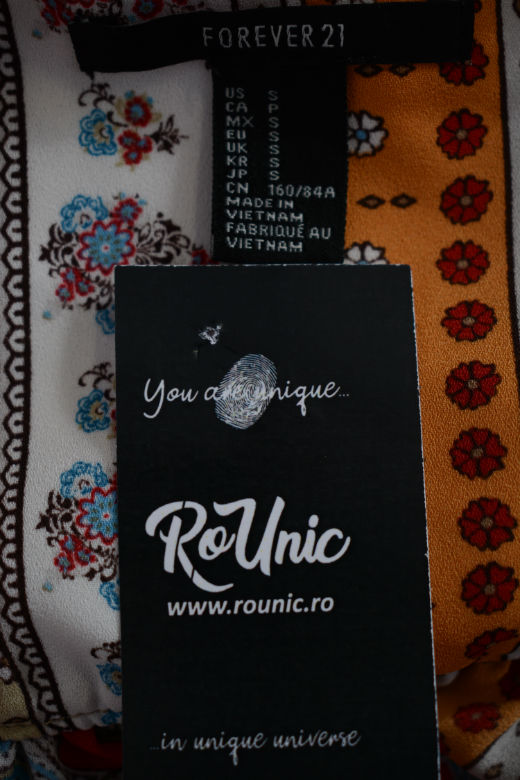 FOREVER 21
US S
CA P
MX S
EU S
UK S
KR S
JP S
CN 160/84A
MADE IN
VIETNAM
FABRIQUÉ AU
VIETNAM
You are unique...
RoUnic
www.rounic.ro
...in unique universe